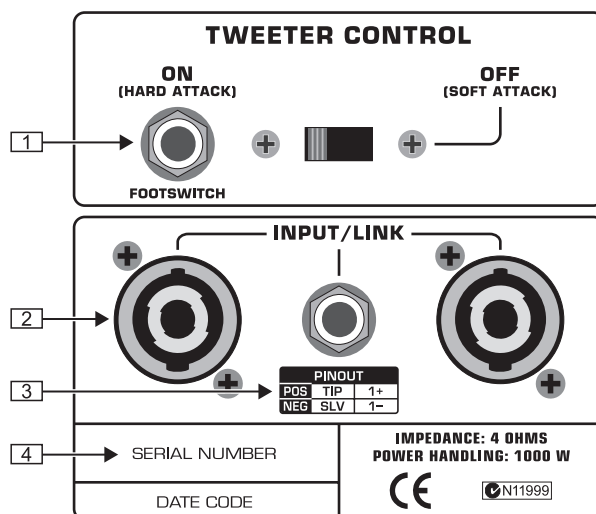 TWEETER CONTROL
ON
(HARD ATTACK)
OFF
(SOFT ATTACK)
1
FOOTSWITCH
INPUT/LINK
2
3
PINOUT
POS TIP 1+
NEG SLV 1-
4
SERIAL NUMBER
DATE CODE
IMPEDANCE: 4 OHMS
POWER HANDLING: 1000 W
CE
N11999